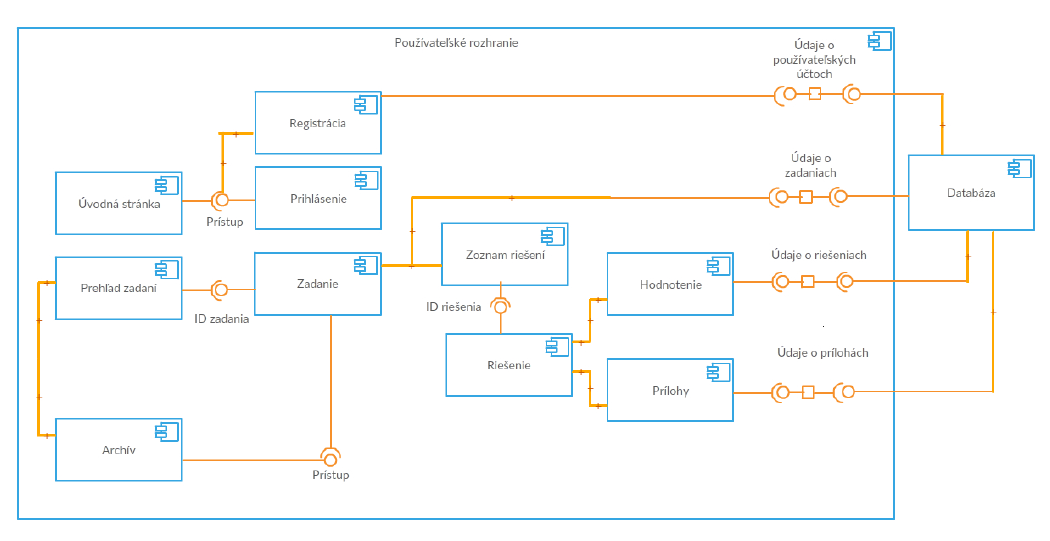 Používateľské rozhranie
Údaje o
používateľských
účtoch
Registrácia
Úvodná stránka
Prihlásenie
Prístup
Údaje o
zadaniach
Databáza
Prehľad zadaní
ID zadania
Zadanie
Zoznam riešení
ID riešenia
Hodnotenie
Údaje o riešeniach
Riešenie
Prílohy
Údaje o prílohách
Archív
Prístup